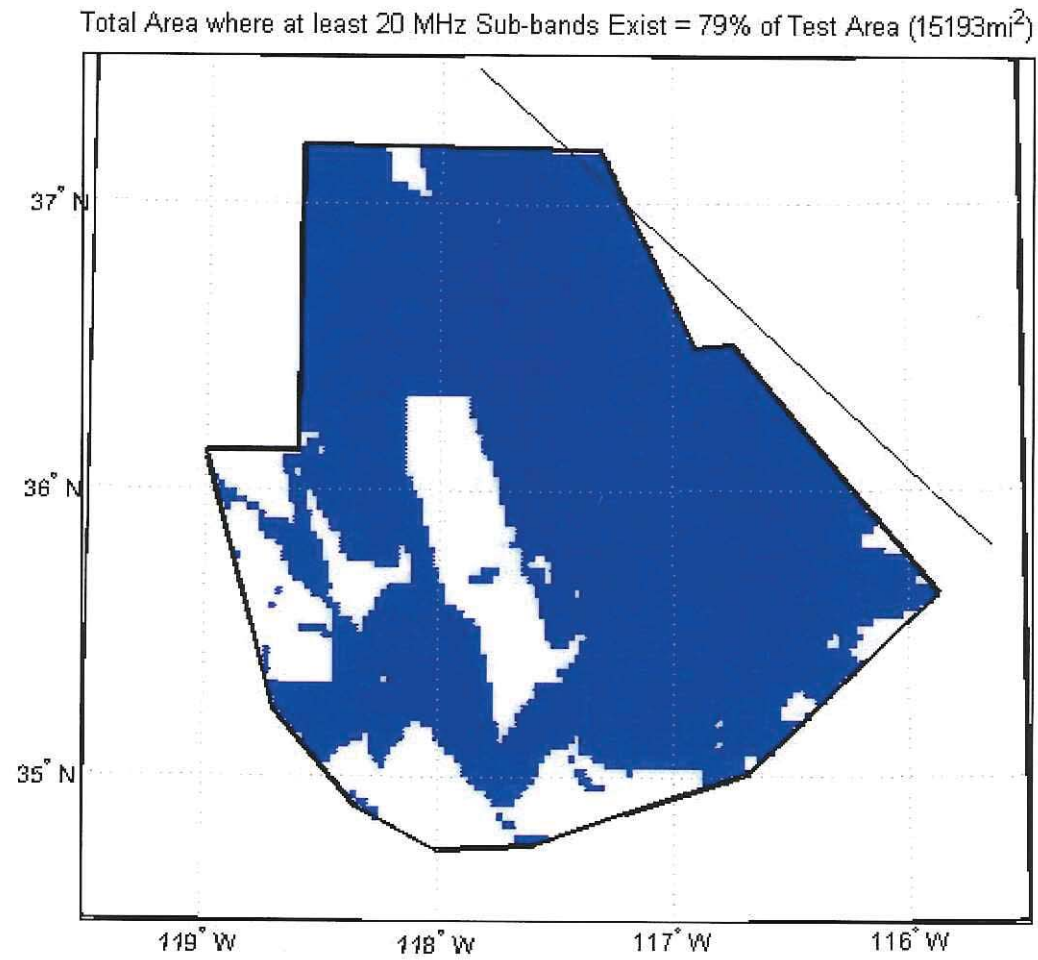 Total Area where at least 20 MHz Sub-bands Exist = 79% of Test Area (15193mi²)
37° N
36° N
35° N
119° W
118° W
117° W
116° W